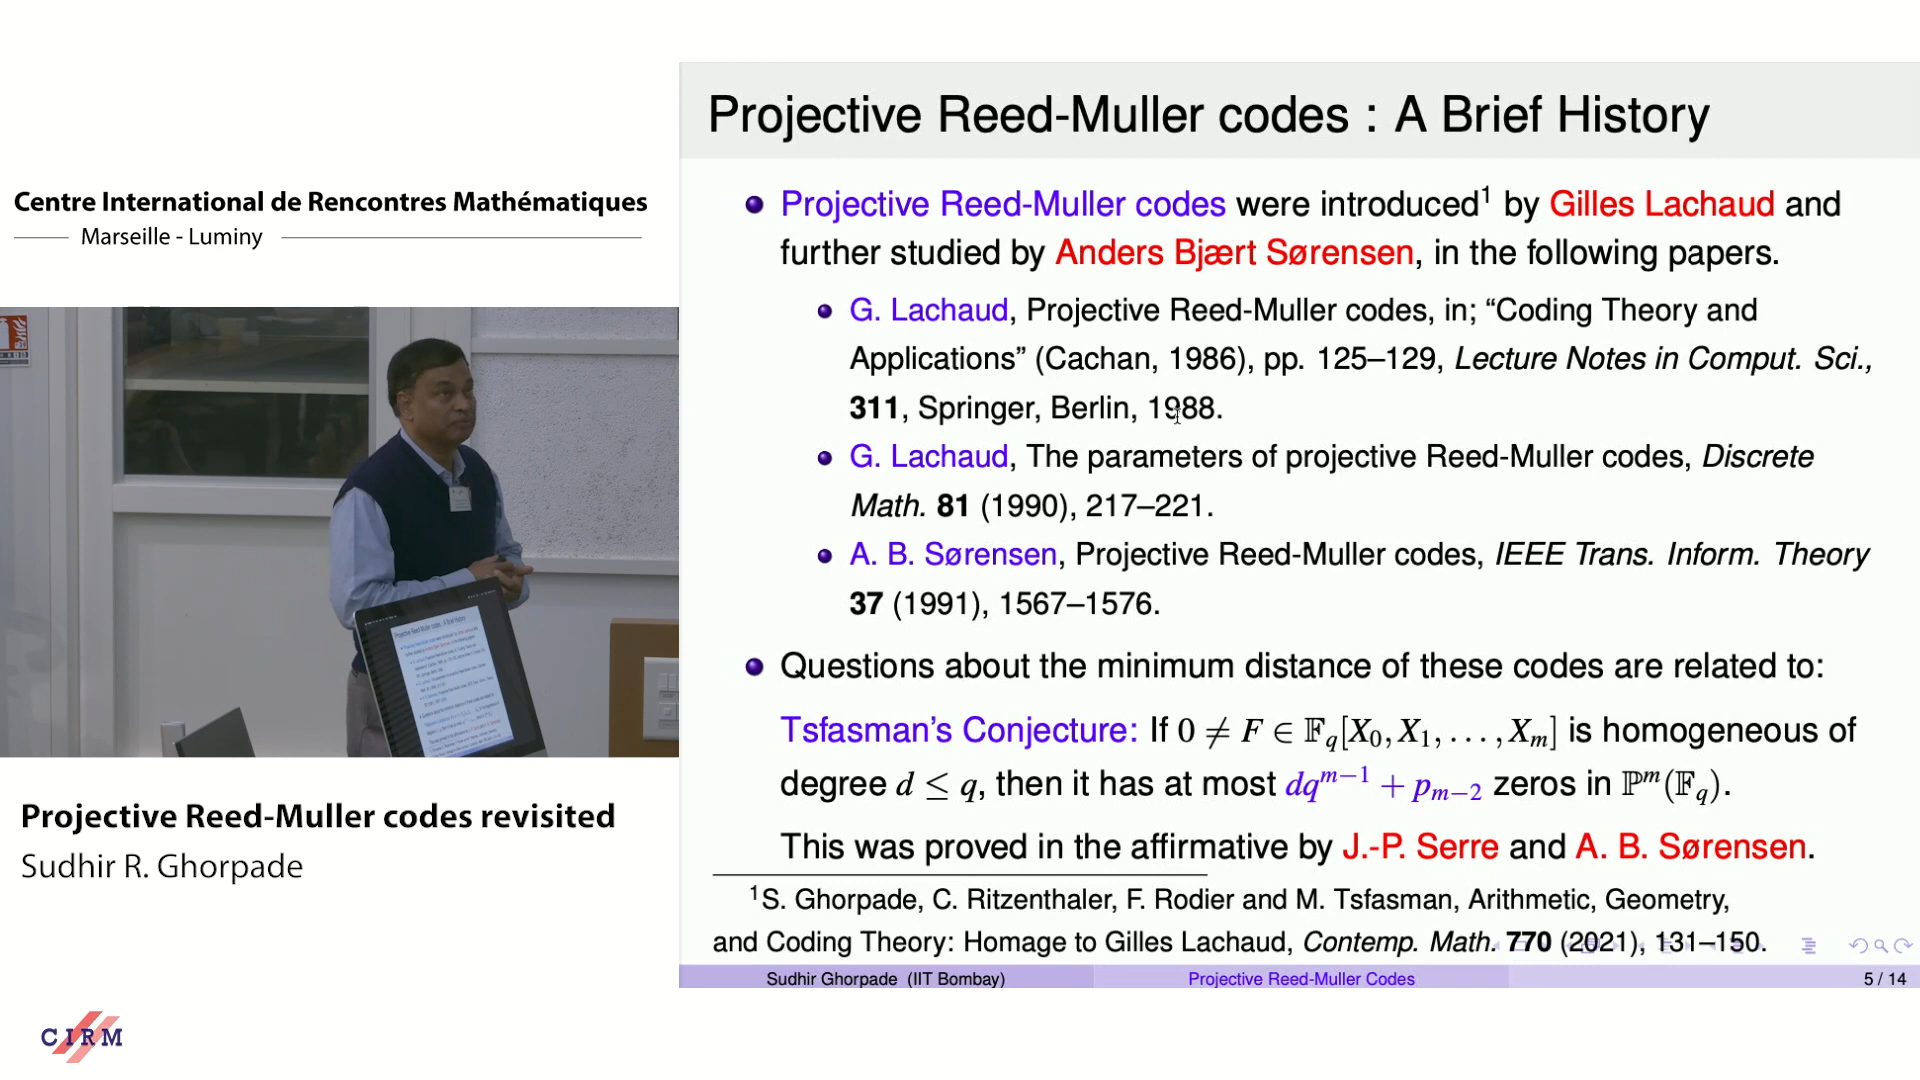 Centre International de Rencontres Mathématiques
Marseille - Luminy
Projective Reed-Muller codes revisited
Sudhir R. Ghorpade
CIRM
Projective Reed-Muller codes : A Brief History
Projective Reed-Muller codes were introduced¹ by Gilles Lachaud and
further studied by Anders Bjært Sørensen, in the following papers.
G. Lachaud, Projective Reed-Muller codes, in; “Coding Theory and
Applications” (Cachan, 1986), pp. 125–129, Lecture Notes in Comput. Sci.,
311, Springer, Berlin, 1988.
G. Lachaud, The parameters of projective Reed-Muller codes, Discrete
Math. 81 (1990), 217–221.
A. B. Sørensen, Projective Reed-Muller codes, IEEE Trans. Inform. Theory
37 (1991), 1567–1576.
Questions about the minimum distance of these codes are related to:
Tsfasman’s Conjecture: If 0 ≠ F ∈ 𝔽_q[X_0, X_1, . . . , X_m] is homogeneous of
degree d ≤ q, then it has at most dq^{m−1} + p_{m−2} zeros in ℙ^m(𝔽_q).
This was proved in the affirmative by J.-P. Serre and A. B. Sørensen.
¹S. Ghorpade, C. Ritzenthaler, F. Rodier and M. Tsfasman, Arithmetic, Geometry,
and Coding Theory: Homage to Gilles Lachaud, Contemp. Math. 770 (2021), 131–150.
Sudhir Ghorpade (IIT Bombay) Projective Reed-Muller Codes 5 / 14